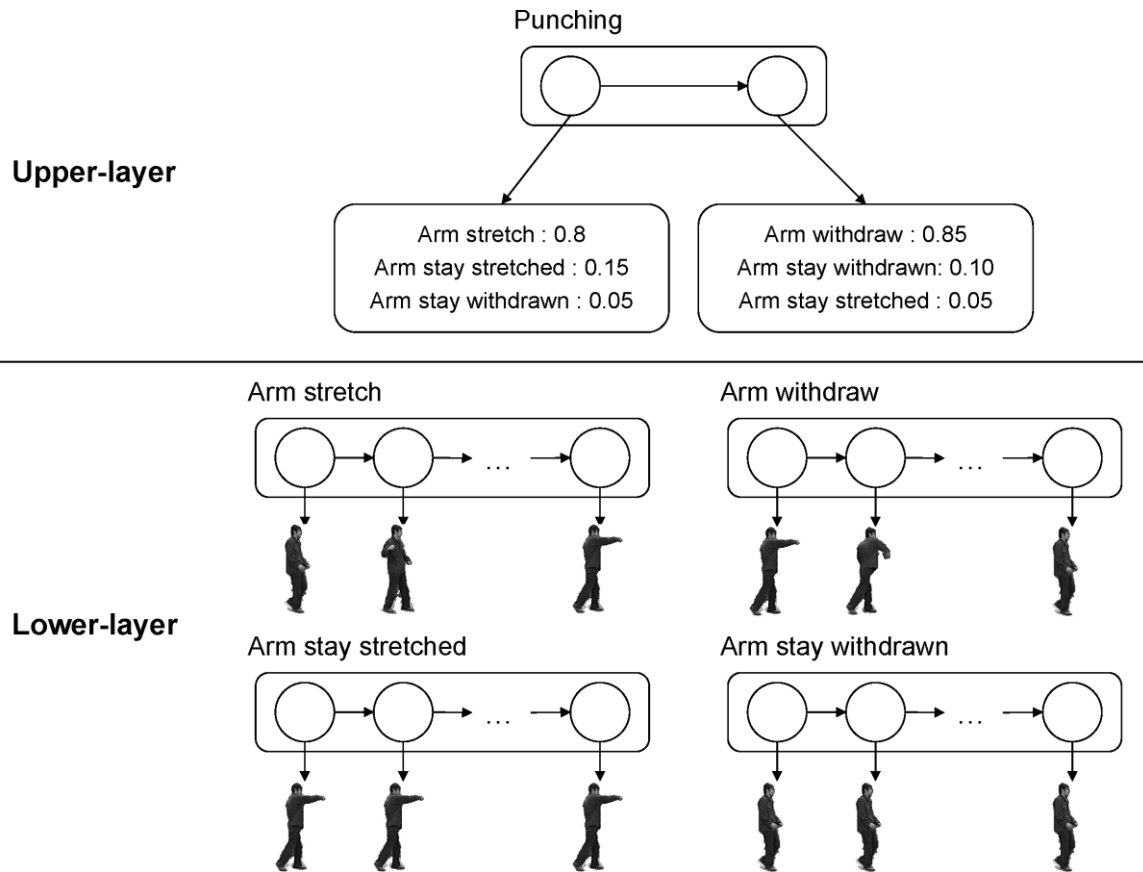 Punching
Upper-layer
Arm stretch : 0.8
Arm stay stretched : 0.15
Arm stay withdrawn : 0.05
Arm withdraw : 0.85
Arm stay withdrawn: 0.10
Arm stay stretched : 0.05
Lower-layer
Arm stretch
...
Arm withdraw
...
Arm stay stretched
...
Arm stay withdrawn
...